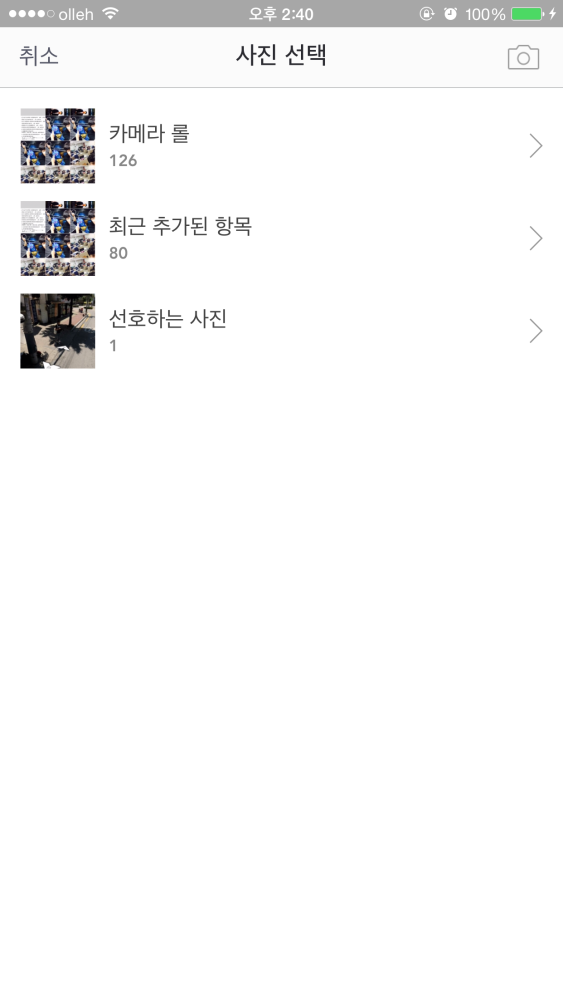 olleh 오후 2:40 100%
취소 사진 선택
카메라 롤
126
최근 추가된 항목
80
선호하는 사진
1